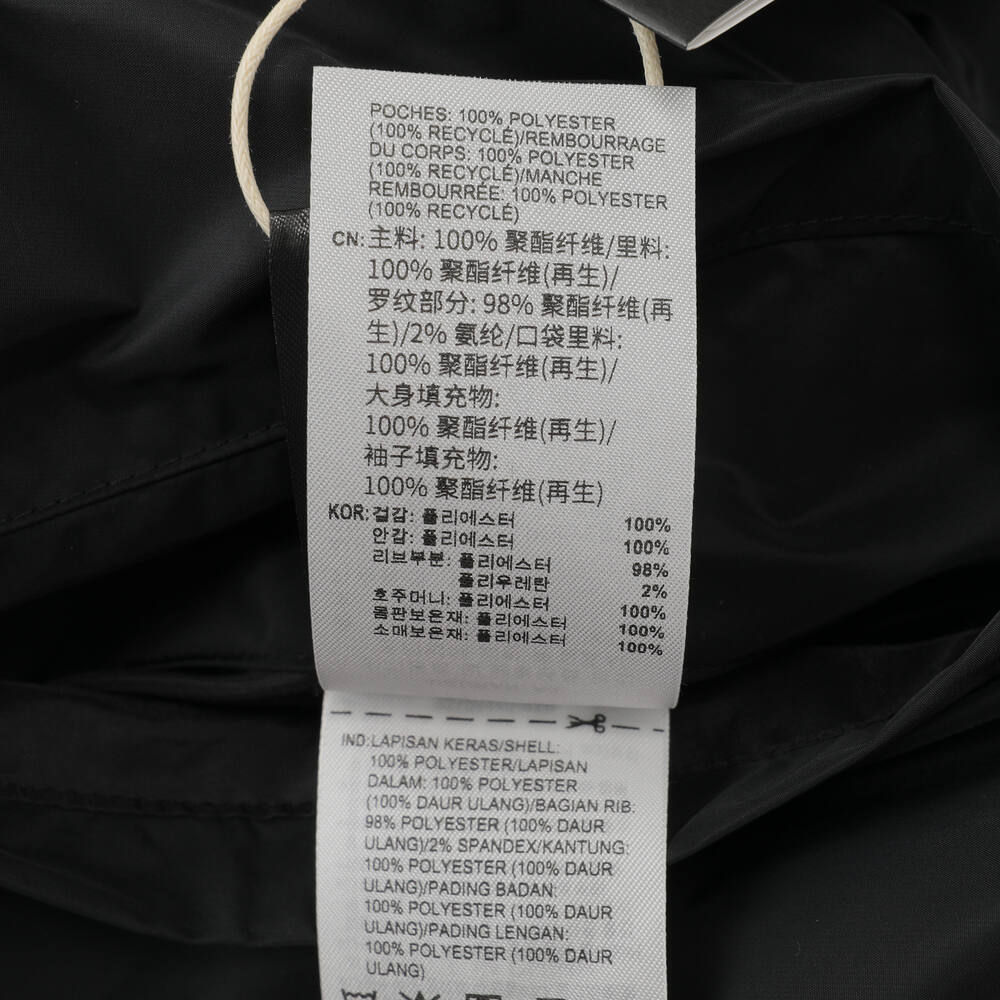 POCHES: 100% POLYESTER
(100% RECYCLÉ)/REMBOURRAGE
DU CORPS: 100% POLYESTER
(100% RECYCLÉ)/MANCHE
REMBOURRÉE: 100% POLYESTER
(100% RECYCLÉ)
CN: 主料: 100% 聚酯纤维/里料:
100% 聚酯纤维(再生)/
罗纹部分: 98% 聚酯纤维(再
生)/2% 氨纶/口袋里料:
100% 聚酯纤维(再生)/
大身填充物:
100% 聚酯纤维(再生)/
袖子填充物:
100% 聚酯纤维(再生)
KOR: 겉감: 폴리에스터 100%
안감: 폴리에스터 100%
리브부분: 폴리에스터 98%
폴리우레탄 2%
호주머니: 폴리에스터 100%
몸판보온재: 폴리에스터 100%
소매보온재: 폴리에스터 100%
IND: LAPISAN KERAS/SHELL:
100% POLYESTER/LAPISAN
DALAM: 100% POLYESTER
(100% DAUR ULANG)/BAGIAN RIB:
98% POLYESTER (100% DAUR
ULANG)/2% SPANDEX/KANTUNG:
100% POLYESTER (100% DAUR
ULANG)/PADING BADAN:
100% POLYESTER (100% DAUR
ULANG)/PADING LENGAN:
100% POLYESTER (100% DAUR
ULANG)